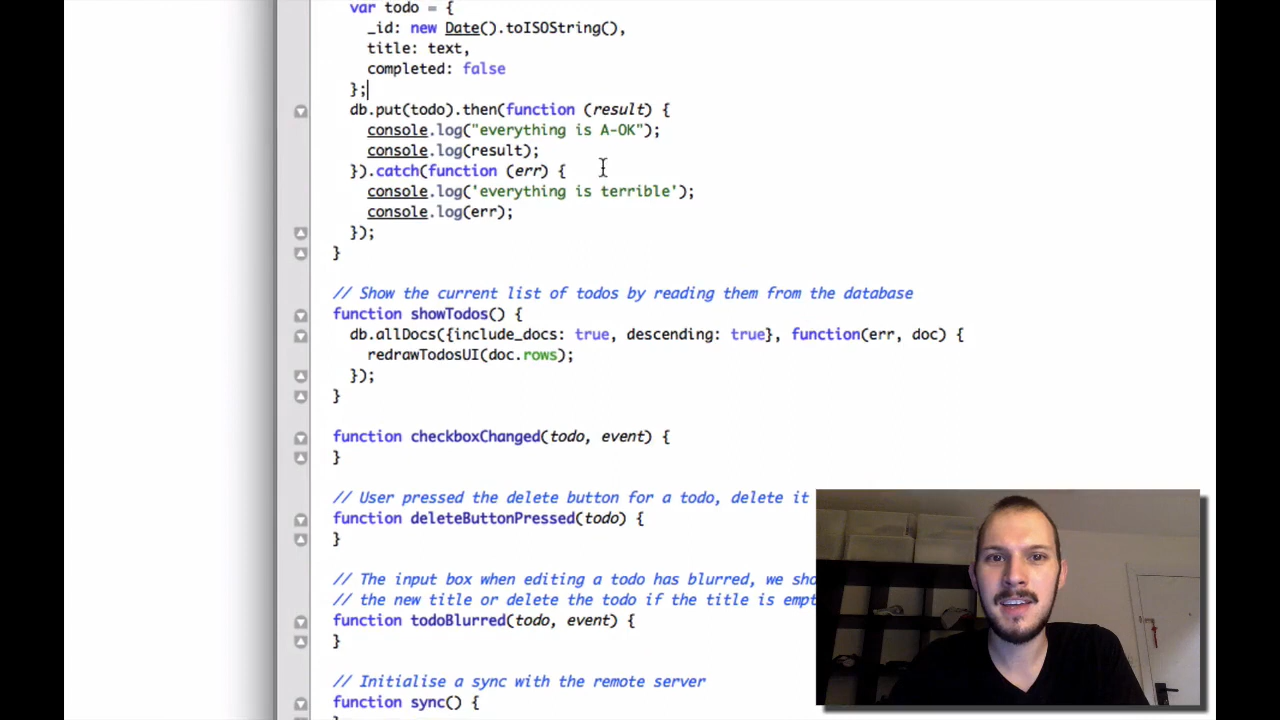 var todo = {
_id: new Date().toISOString(),
title: text,
completed: false
};
db.put(todo).then(function (result) {
console.log("everything is A-OK");
console.log(result);
}).catch(function (err) {
console.log('everything is terrible');
console.log(err);
});
}
// Show the current list of todos by reading them from the database
function showTodos() {
db.allDocs({include_docs: true, descending: true}, function(err, doc) {
redrawTodosUI(doc.rows);
});
}
function checkboxChanged(todo, event) {
}
// User pressed the delete button for a todo, delete it
function deleteButtonPressed(todo) {
}
// The input box when editing a todo has blurred, we sho
// the new title or delete the todo if the title is empt
function todoBlurred(todo, event) {
}
// Initialise a sync with the remote server
function sync() {